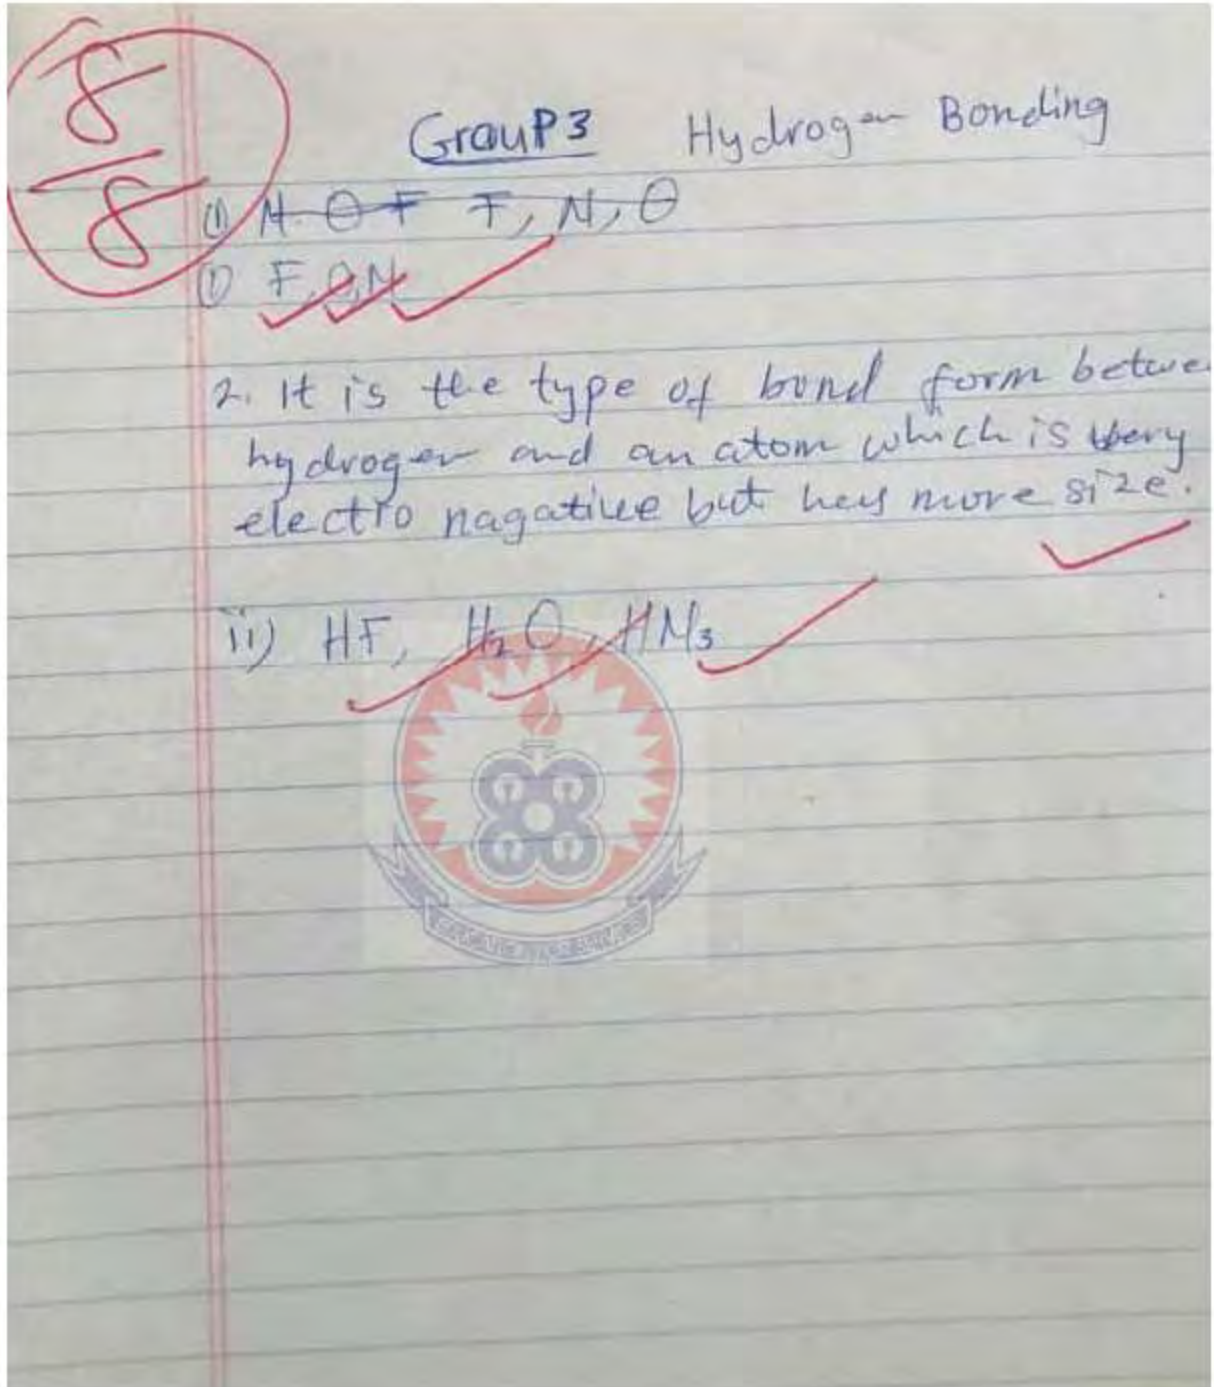 8
8
GrouP 3 Hydrogen Bonding
(1) N O F F, N, O
(1) F, O, N
2. It is the type of bond form betwe
hydrogen and an atom which is very
electro nagative but has more size.
ii) HF, H₂O, HN₃